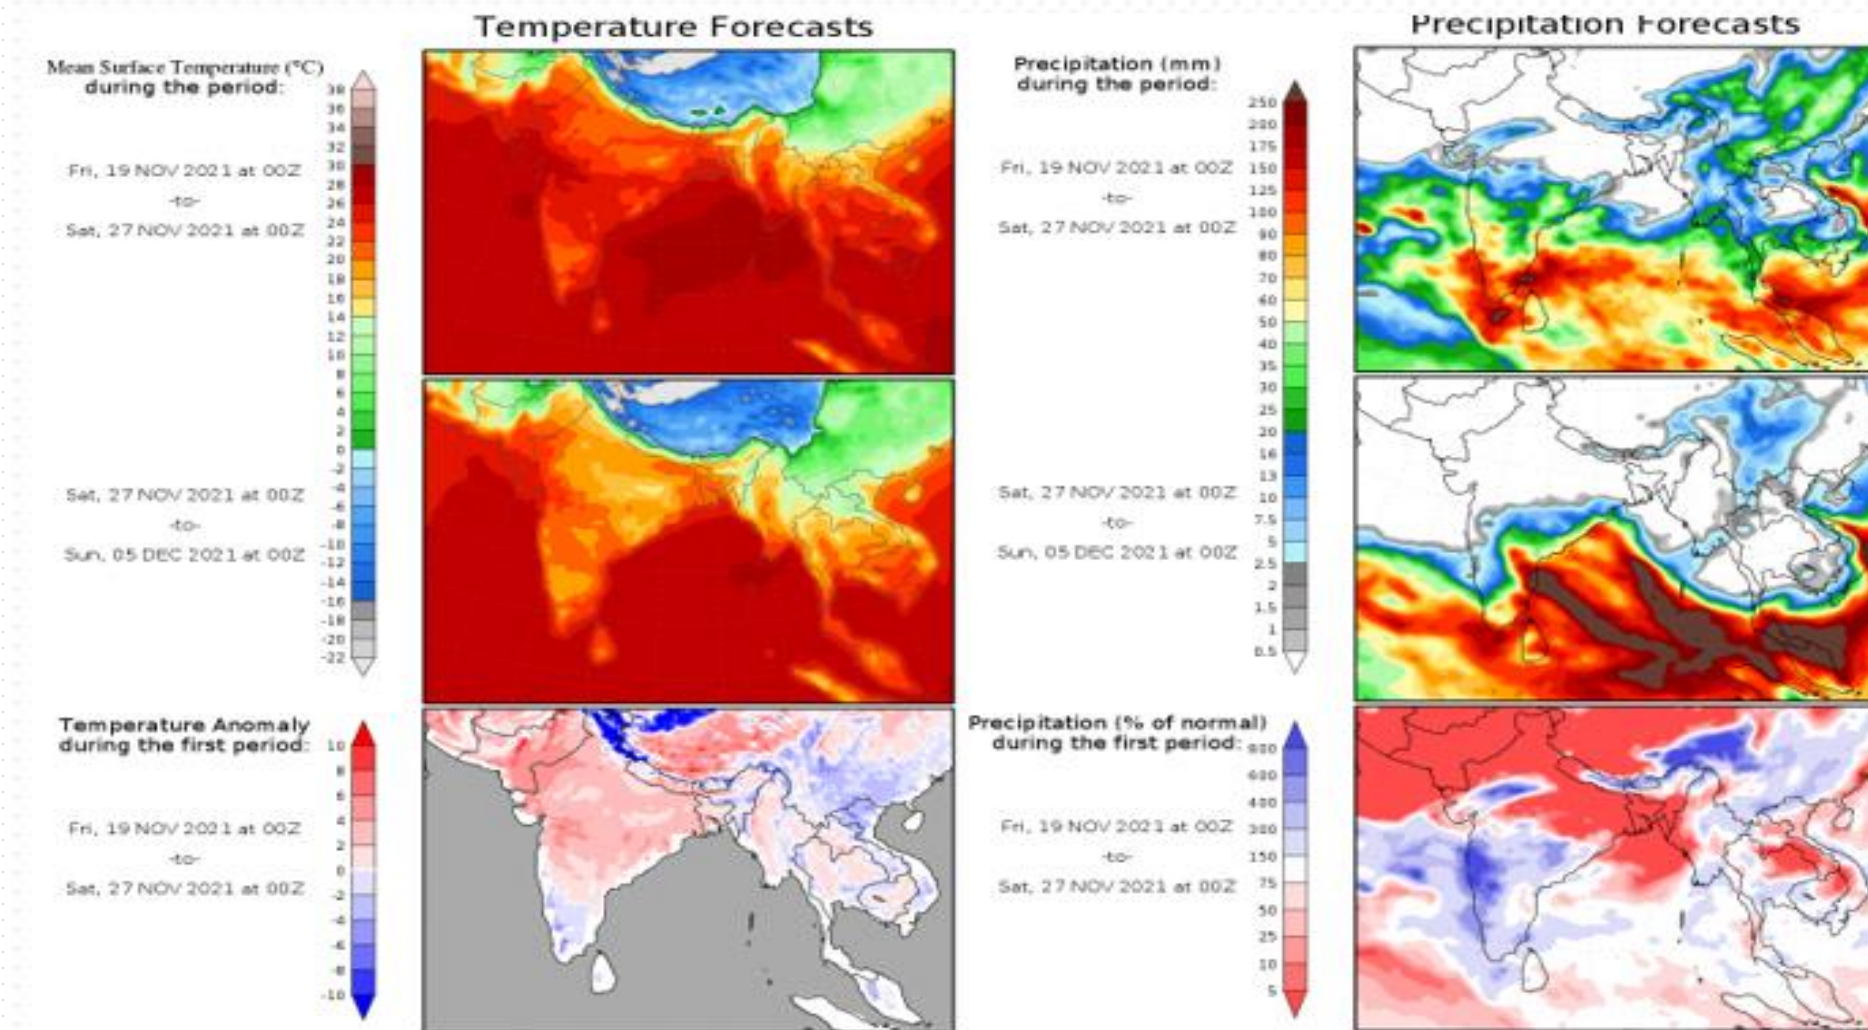 Temperature Forecasts
Mean Surface Temperature (°C)
during the period:
38
36
34
32
30
28
26
24
22
20
18
16
14
12
10
8
6
4
2
0
-2
-4
-6
-8
-10
-12
-14
-16
-18
-20
-22
Fri, 19 NOV 2021 at 00Z
-to-
Sat, 27 NOV 2021 at 00Z
Sat, 27 NOV 2021 at 00Z
-to-
Sun, 05 DEC 2021 at 00Z
Temperature Anomaly
during the first period:
10
8
6
4
2
0
-2
-4
-6
-8
-10
Fri, 19 NOV 2021 at 00Z
-to-
Sat, 27 NOV 2021 at 00Z
Precipitation Forecasts
Precipitation (mm)
during the period:
250
200
175
150
125
100
90
80
70
60
50
40
35
30
25
20
16
13
10
7.5
5
2.5
2
1.5
1
0.5
Fri, 19 NOV 2021 at 00Z
-to-
Sat, 27 NOV 2021 at 00Z
Sat, 27 NOV 2021 at 00Z
-to-
Sun, 05 DEC 2021 at 00Z
Precipitation (% of normal)
during the first period:
900
600
400
300
150
75
50
25
10
5
Fri, 19 NOV 2021 at 00Z
-to-
Sat, 27 NOV 2021 at 00Z